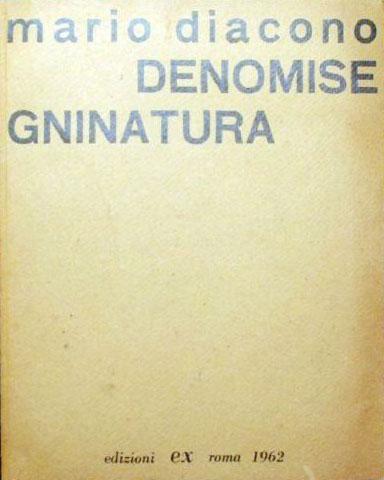 mario diacono
DENOMISE
GNINATURA
edizioni ex roma 1962